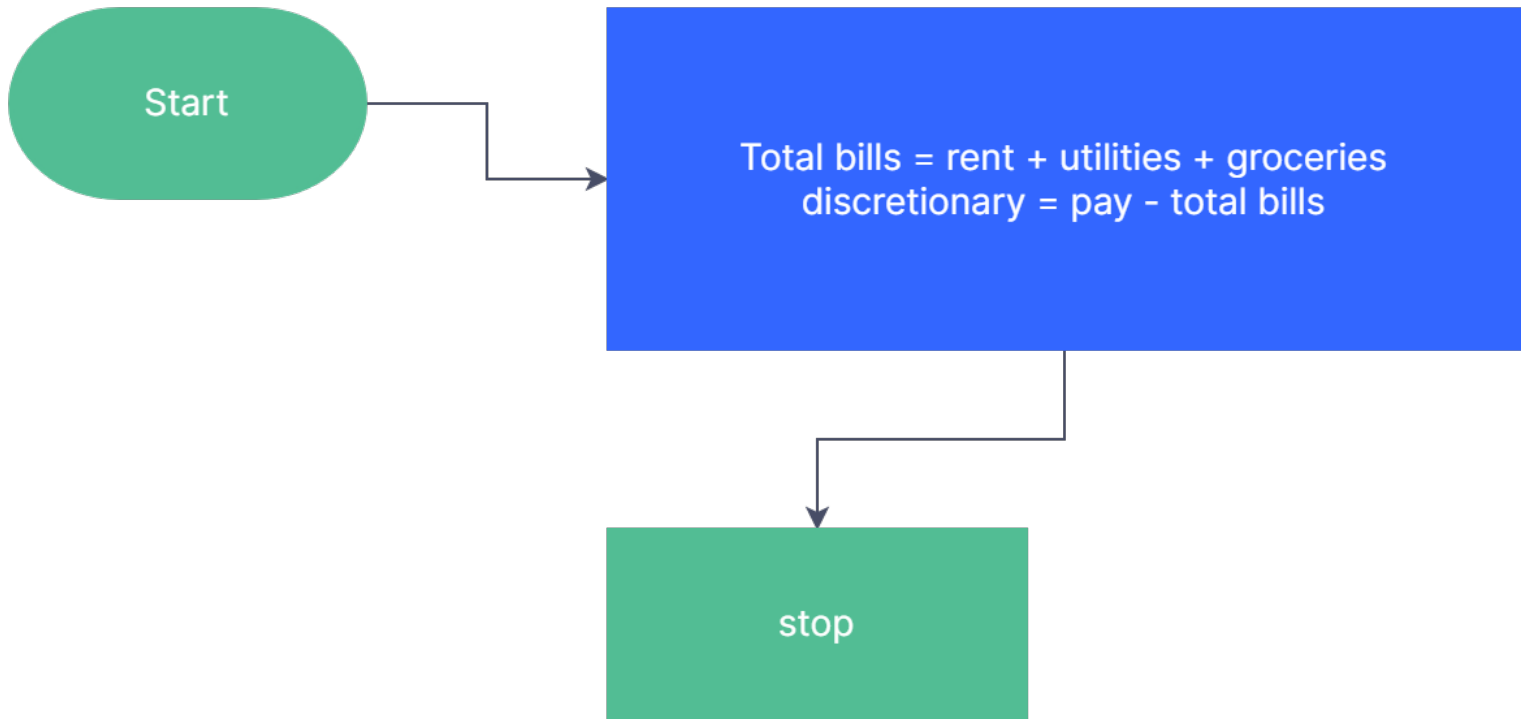 Start
Total bills = rent + utilities + groceries
discretionary = pay - total bills
stop